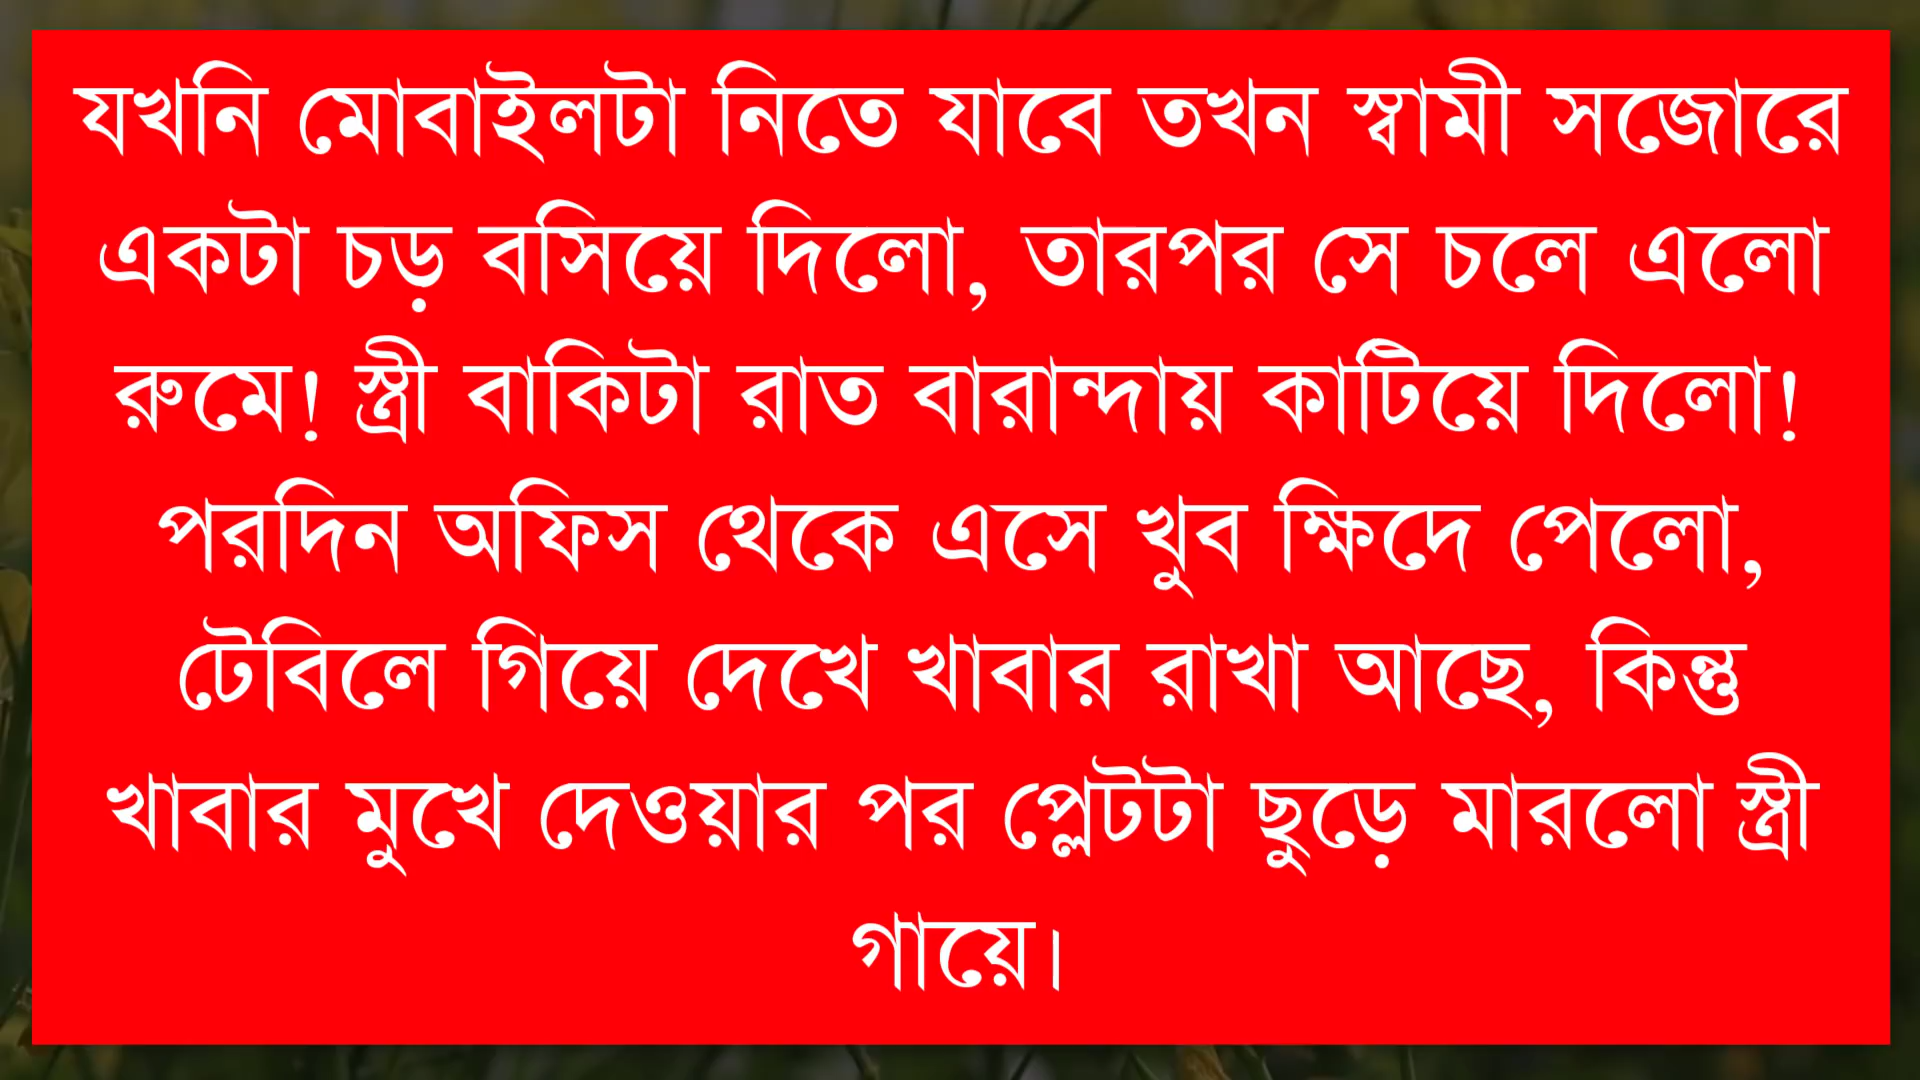 যখনি মোবাইলটা নিতে যাবে তখন স্বামী সজোরে
একটা চড় বসিয়ে দিলো, তারপর সে চলে এলো
রুমে! স্ত্রী বাকিটা রাত বারান্দায় কাটিয়ে দিলো!
পরদিন অফিস থেকে এসে খুব ক্ষিদে পেলো,
টেবিলে গিয়ে দেখে খাবার রাখা আছে, কিন্তু
খাবার মুখে দেওয়ার পর প্লেটটা ছুড়ে মারলো স্ত্রী
গায়ে।